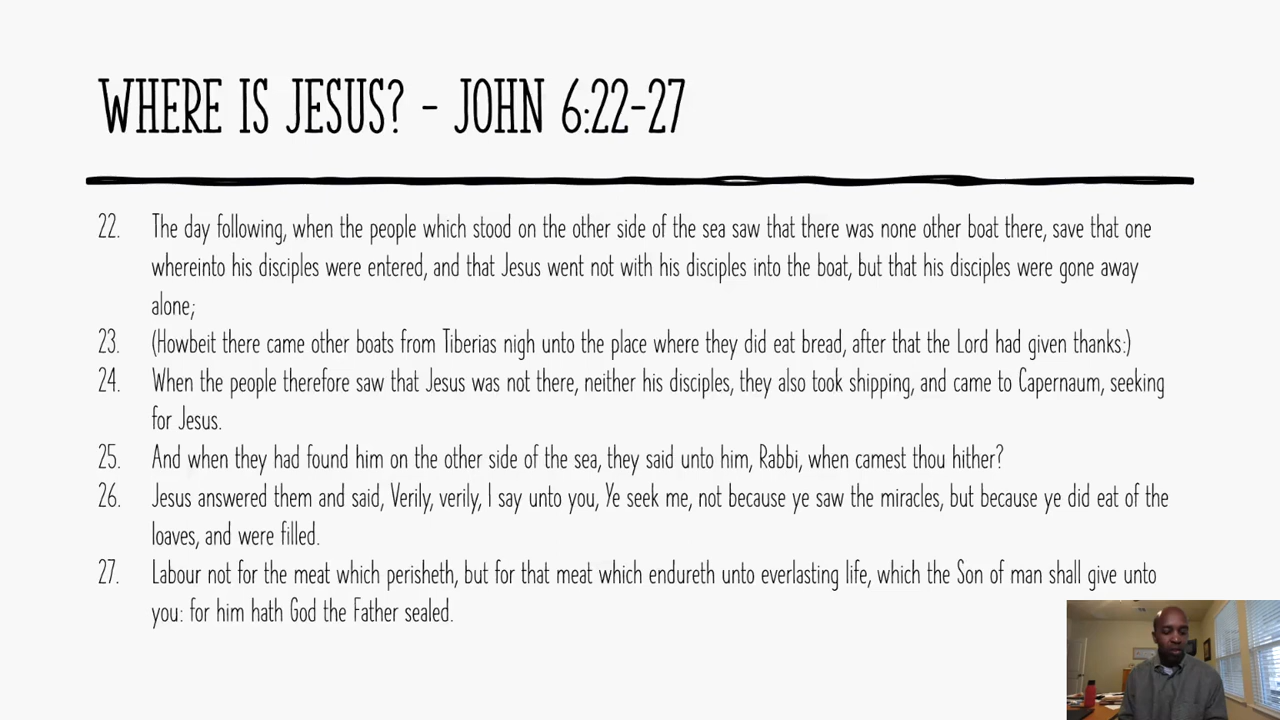 WHERE IS JESUS? - JOHN 6:22-27
22. The day following, when the people which stood on the other side of the sea saw that there was none other boat there, save that one
whereinto his disciples were entered, and that Jesus went not with his disciples into the boat, but that his disciples were gone away
alone;
23. (Howbeit there came other boats from Tiberias nigh unto the place where they did eat bread, after that the Lord had given thanks:)
24. When the people therefore saw that Jesus was not there, neither his disciples, they also took shipping, and came to Capernaum, seeking
for Jesus.
25. And when they had found him on the other side of the sea, they said unto him, Rabbi, when camest thou hither?
26. Jesus answered them and said, Verily, verily, I say unto you, Ye seek me, not because ye saw the miracles, but because ye did eat of the
loaves, and were filled.
27. Labour not for the meat which perisheth, but for that meat which endureth unto everlasting life, which the Son of man shall give unto
you: for him hath God the Father sealed.